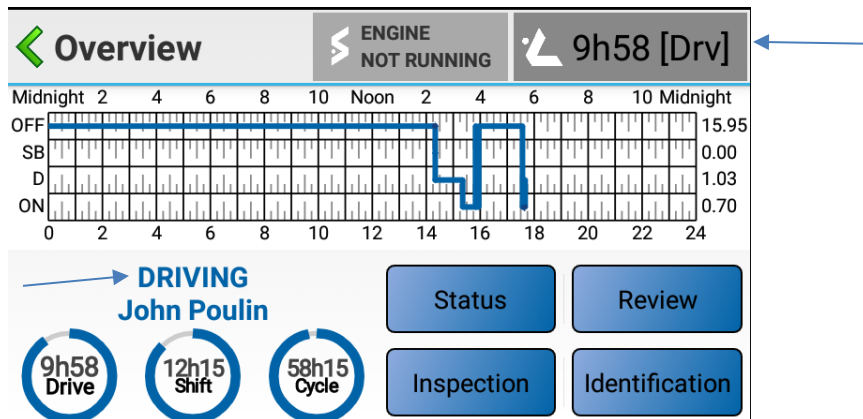 Overview
ENGINE
NOT RUNNING
9h58 [Drv]
Midnight 2 4 6 8 10 Noon 2 4 6 8 10 Midnight
OFF 15.95
SB 0.00
D 1.03
ON 0.70
0 2 4 6 8 10 12 14 16 18 20 22 24
DRIVING
John Poulin
Status
Review
9h58
Drive
12h15
Shift
58h15
Cycle
Inspection
Identification